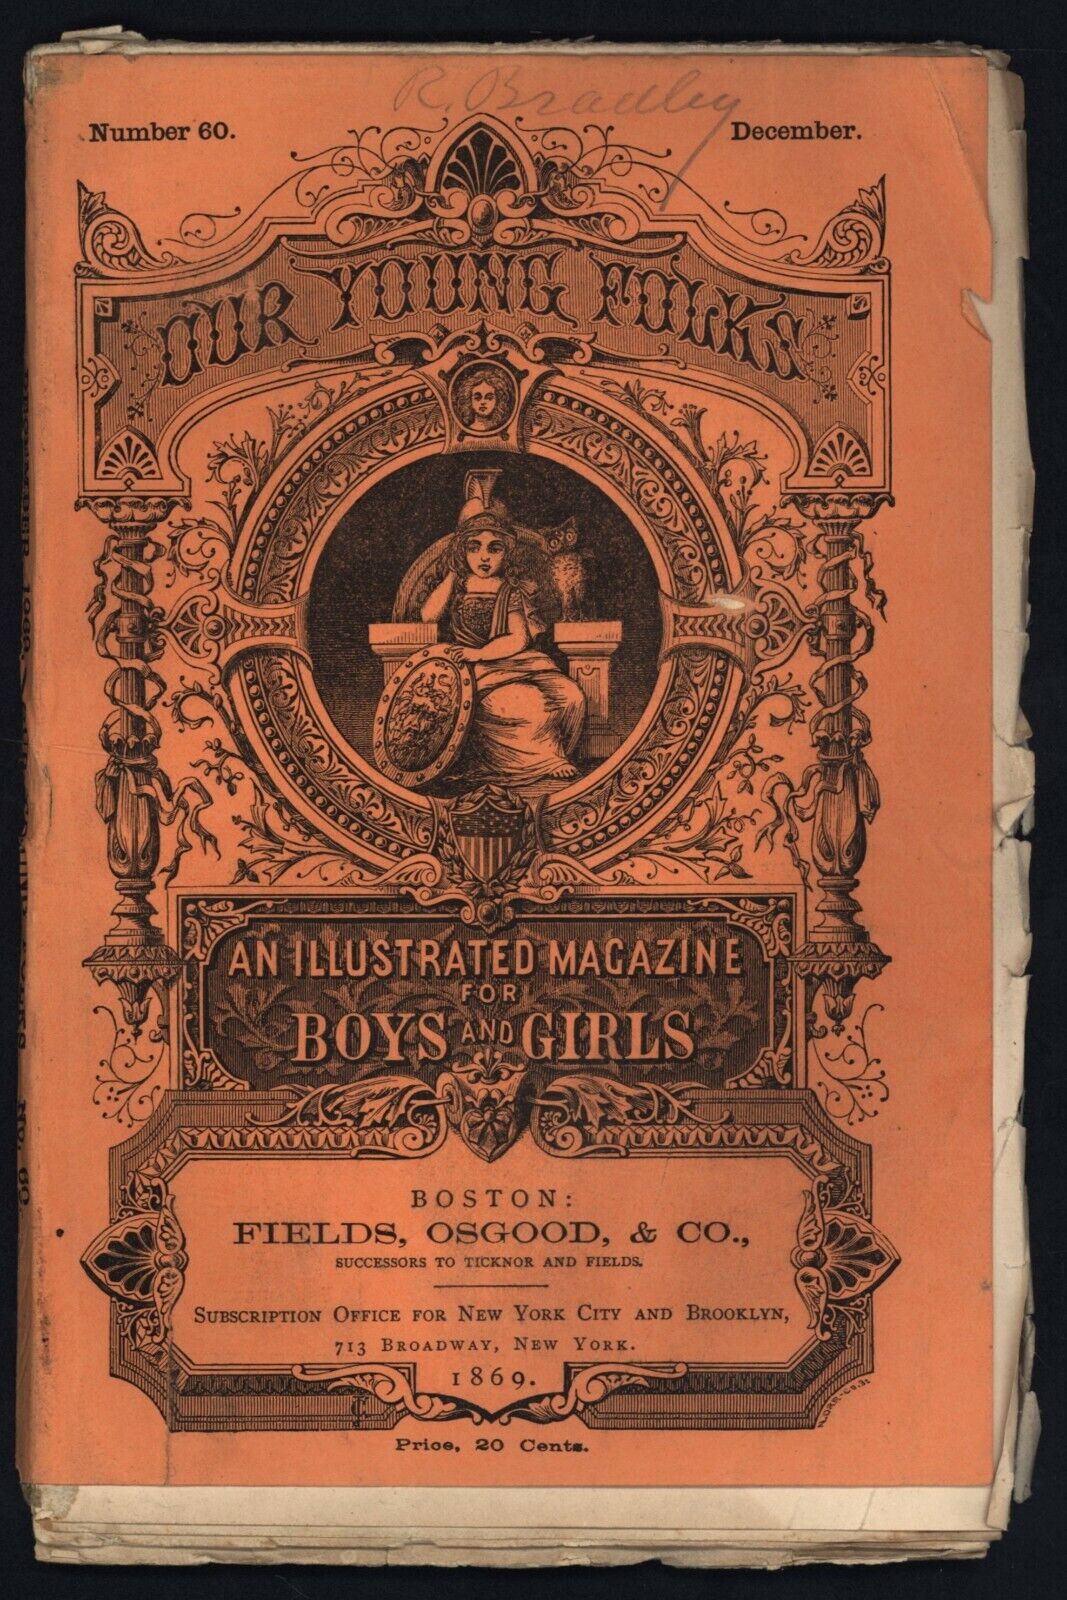 R. Bradley
Number 60. December.
OUR YOUNG FOLKS
AN ILLUSTRATED MAGAZINE
FOR
BOYS AND GIRLS
BOSTON:
FIELDS, OSGOOD, & CO.,
SUCCESSORS TO TICKNOR AND FIELDS.
SUBSCRIPTION OFFICE FOR NEW YORK CITY AND BROOKLYN,
713 BROADWAY, NEW YORK.
1869.
Price, 20 Cents.
No. 60